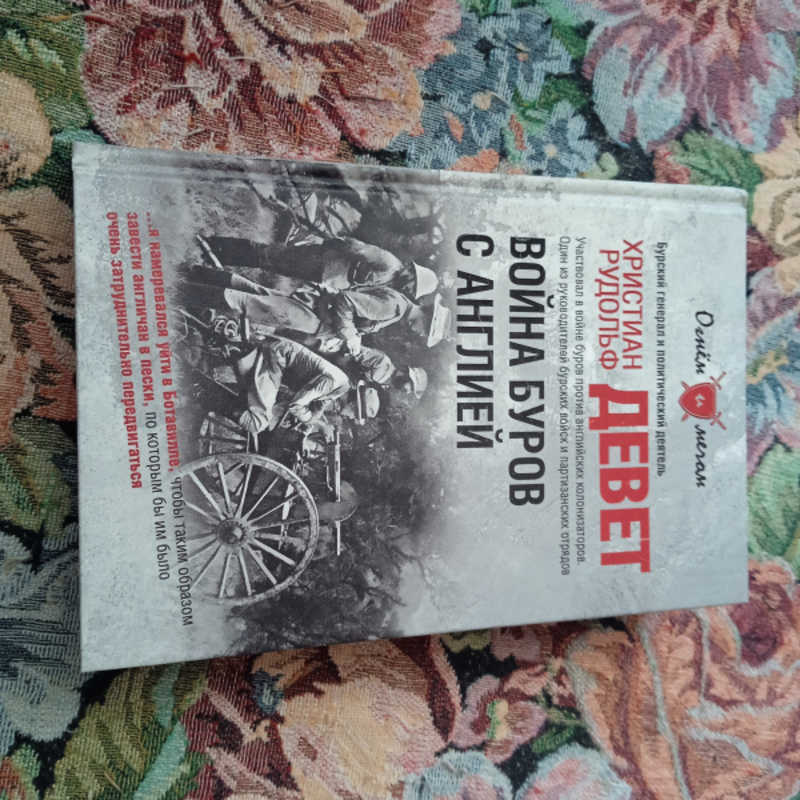 Огнём и мечом
Бурский генерал и политический деятель
ХРИСТИАН
РУДОЛЬФ
ДЕВЕТ
Участвовал в войне буров против английских колонизаторов.
Один из руководителей бурских войск и партизанских отрядов
ВОЙНА БУРОВ
С АНГЛИЕЙ
...я намеревался уйти в Ботавилле, чтобы таким образом
завести англичан в пески, по которым бы им было
очень затруднительно передвигаться